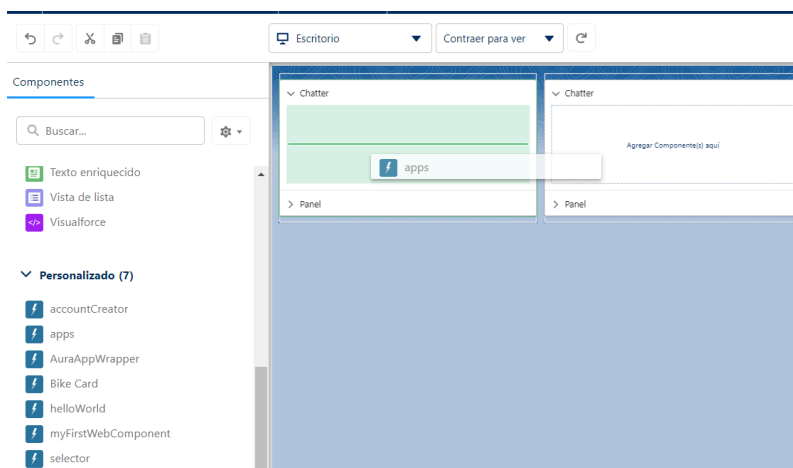 Escritorio
Contraer para ver
Componentes
Buscar...
Texto enriquecido
Vista de lista
Visualforce
Personalizado (7)
accountCreator
apps
AuraAppWrapper
Bike Card
helloWorld
myFirstWebComponent
selector
Chatter
apps
Panel
Chatter
Agregar Componente(s) aquí
Panel